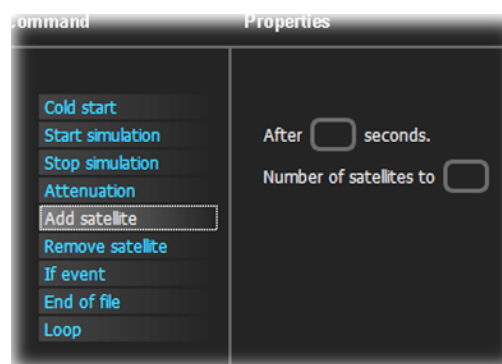 ommand
Properties
Cold start
Start simulation
Stop simulation
Attenuation
Add satellite
Remove satellite
If event
End of file
Loop
After seconds.
Number of satellites to